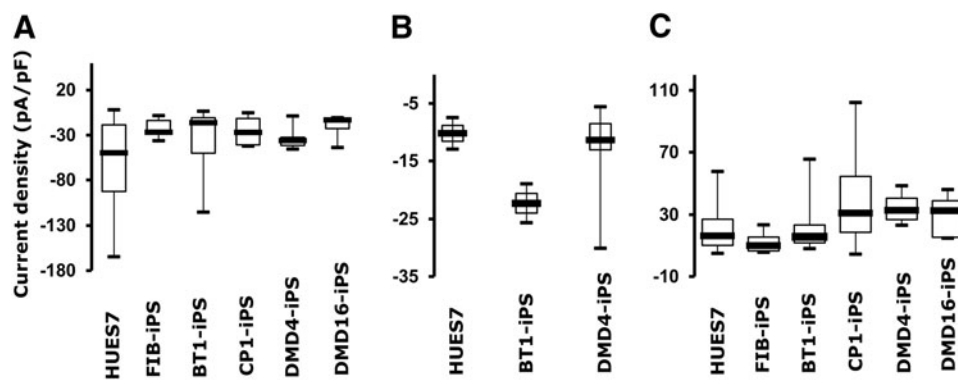 A
B
C
Current density (pA/pF)
20
-30
-80
-130
-180
HUES7
FIB-iPS
BT1-iPS
CP1-iPS
DMD4-iPS
DMD16-iPS
-5
-15
-25
-35
HUES7
BT1-iPS
DMD4-iPS
110
70
30
-10
HUES7
FIB-iPS
BT1-iPS
CP1-iPS
DMD4-iPS
DMD16-iPS